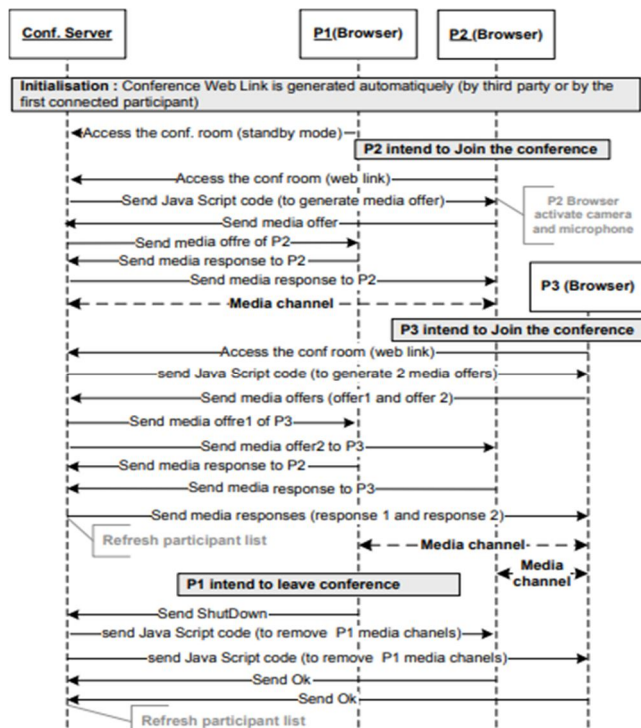 Conf. Server
P1(Browser)
P2 (Browser)
Initialisation : Conference Web Link is generated automatiquely (by third party or by the
first connected participant)
Access the conf. room (standby mode)
P2 intend to Join the conference
Access the conf room (web link)
Send Java Script code (to generate media offer)
P2 Browser
activate camera
and microphone
Send media offer
Send media offre of P2
Send media response to P2
Send media response to P2
Media channel
P3 (Browser)
P3 intend to Join the conference
Access the conf room (web link)
send Java Script code (to generate 2 media offers)
Send media offers (offer1 and offer 2)
Send media offre1 of P3
Send media offer2 to P3
Send media response to P2
Send media response to P3
Send media responses (response 1 and response 2)
Refresh participant list
Media channel
Media
channel
P1 intend to leave conference
Send ShutDown
send Java Script code (to remove P1 media chanels)
send Java Script code (to remove P1 media channels)
Send Ok
Send Ok
Refresh participant list